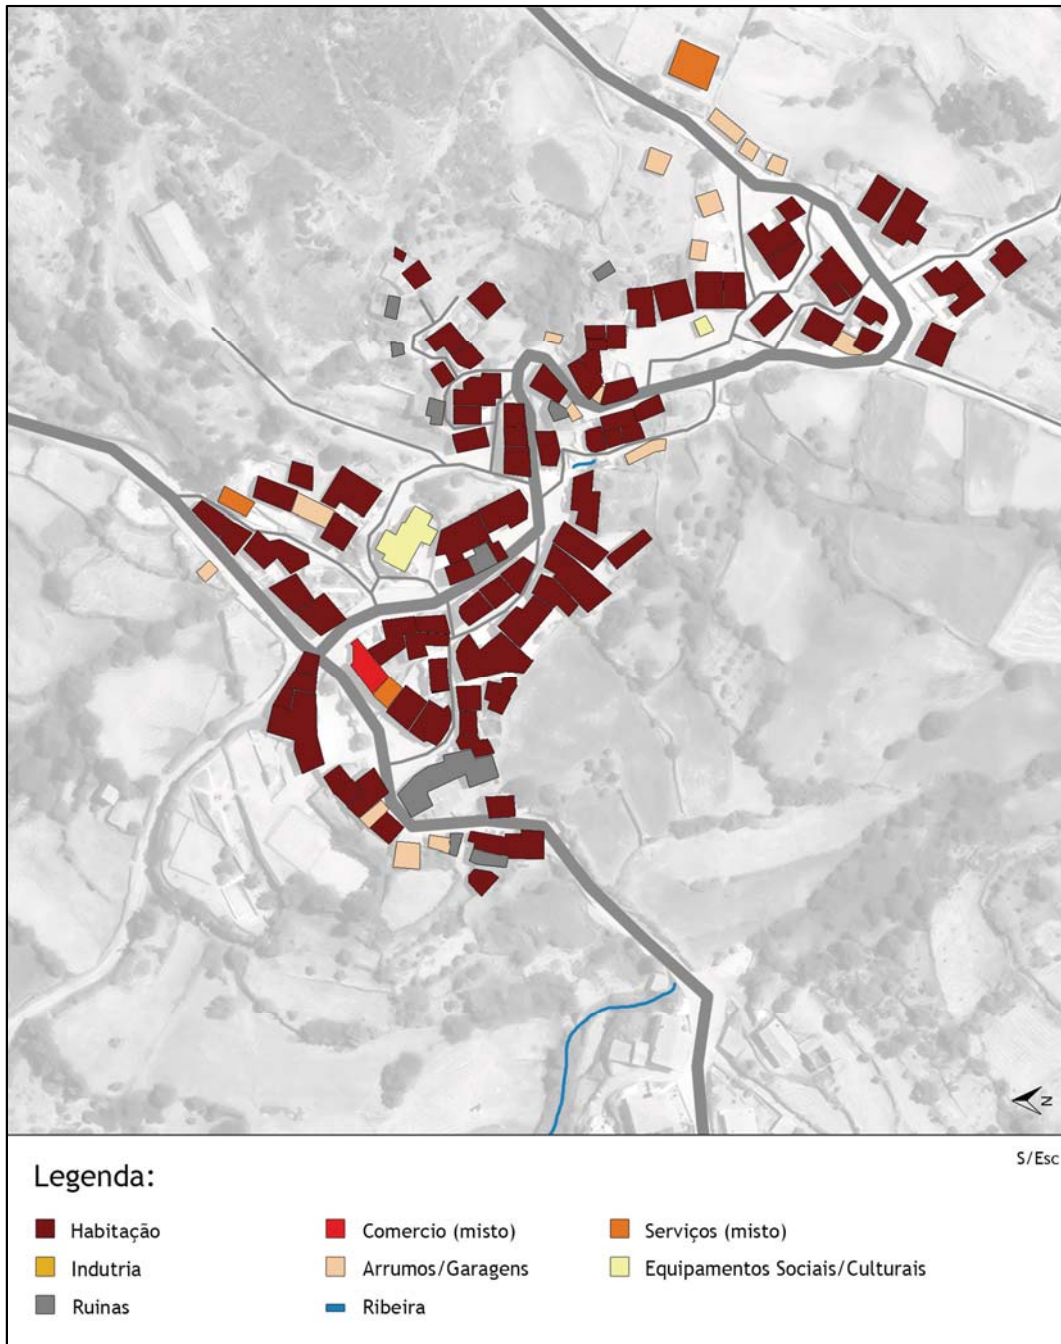 N
S/Esc
Legenda:
Habitação
Comercio (misto)
Serviços (misto)
Indutria
Arrumos/Garagens
Equipamentos Sociais/Culturais
Ruinas
Ribeira